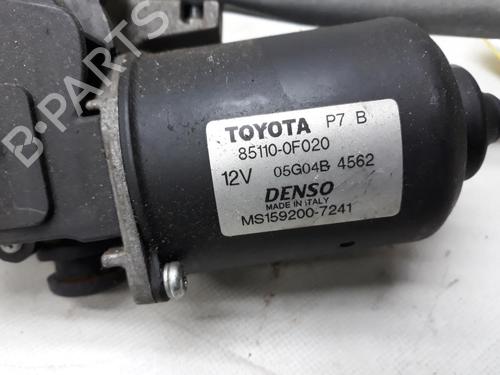 B-PARTS
TOYOTA P7 B
85110-0F020
12V 05G04B 4562
DENSO
MADE IN ITALY
MS159200-7241